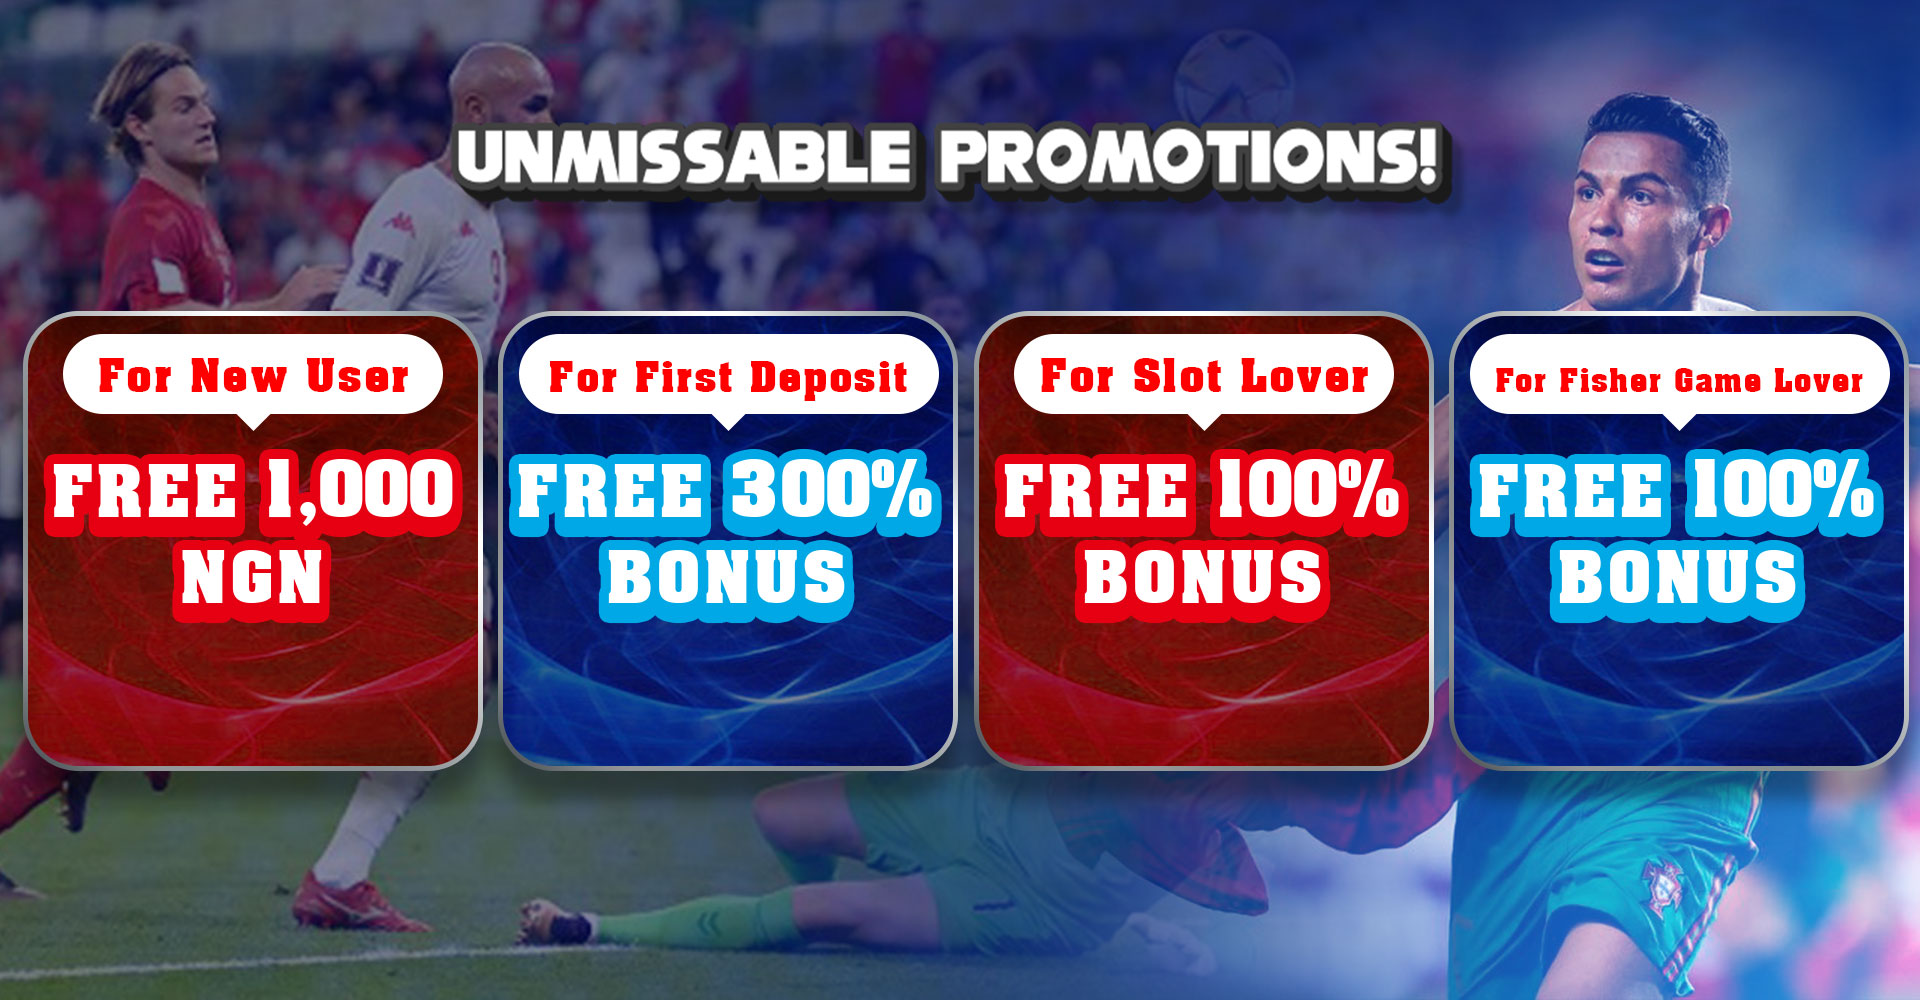 UNMISSABLE PROMOTIONS!
For New User
FREE 1,000
NGN
For First Deposit
FREE 300%
BONUS
For Slot Lover
FREE 100%
BONUS
For Fisher Game Lover
FREE 100%
BONUS